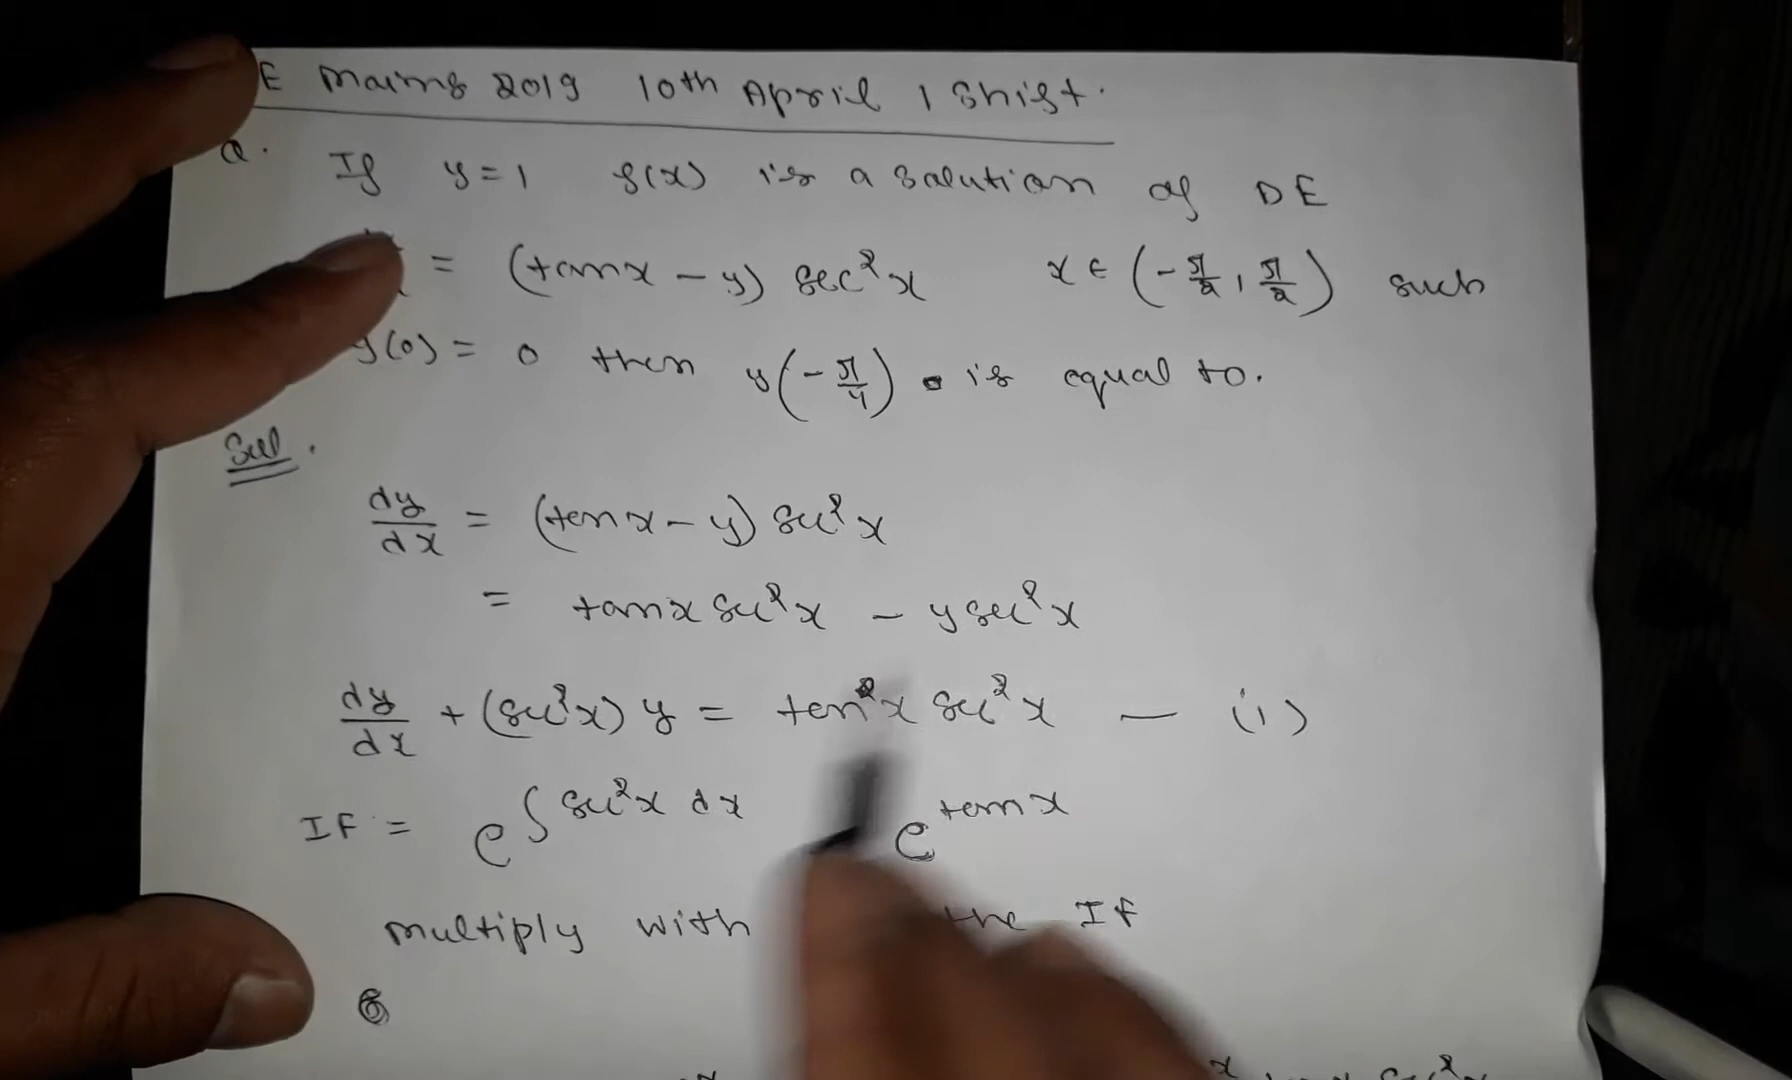 E Mains 2019 10th April 1 shift.
Q. If y=1 f(x) is a solution of DE
= (tanx - y) sec²x x ∈ (-π/2, π/2) such
y(0) = 0 then y(-π/4) is equal to.
Sol.
dy/dx = (tanx - y) sec²x
= tanx sec²x - y sec²x
dy/dx + (sec²x) y = tan²x sec²x — (1)
IF = e^∫sec²x dx e^tanx
multiply with the IF